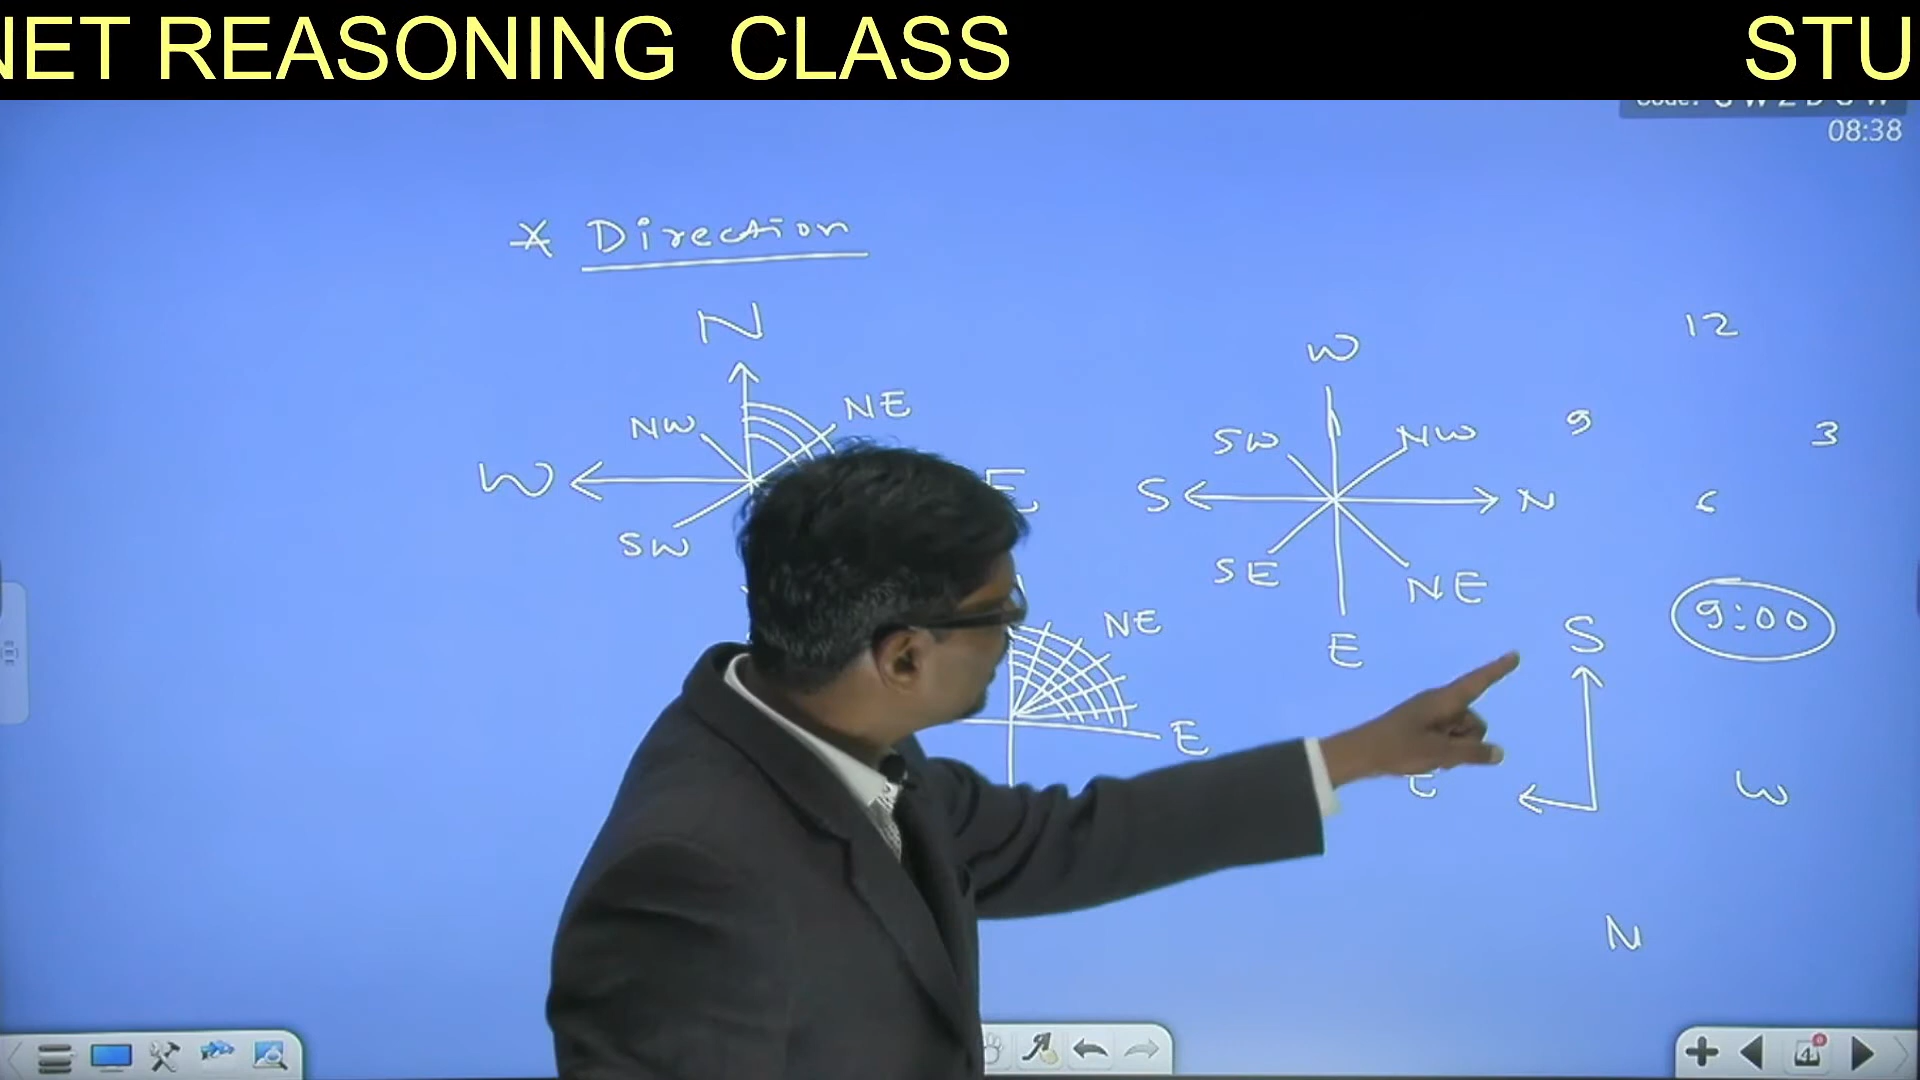 NET REASONING CLASS STU
08:38
* Direction
N
NW NE
W E
SW
W
SW NW
S N
SE NE
E
12
9 3
6
9:00
NE
E
S
E W
N
4